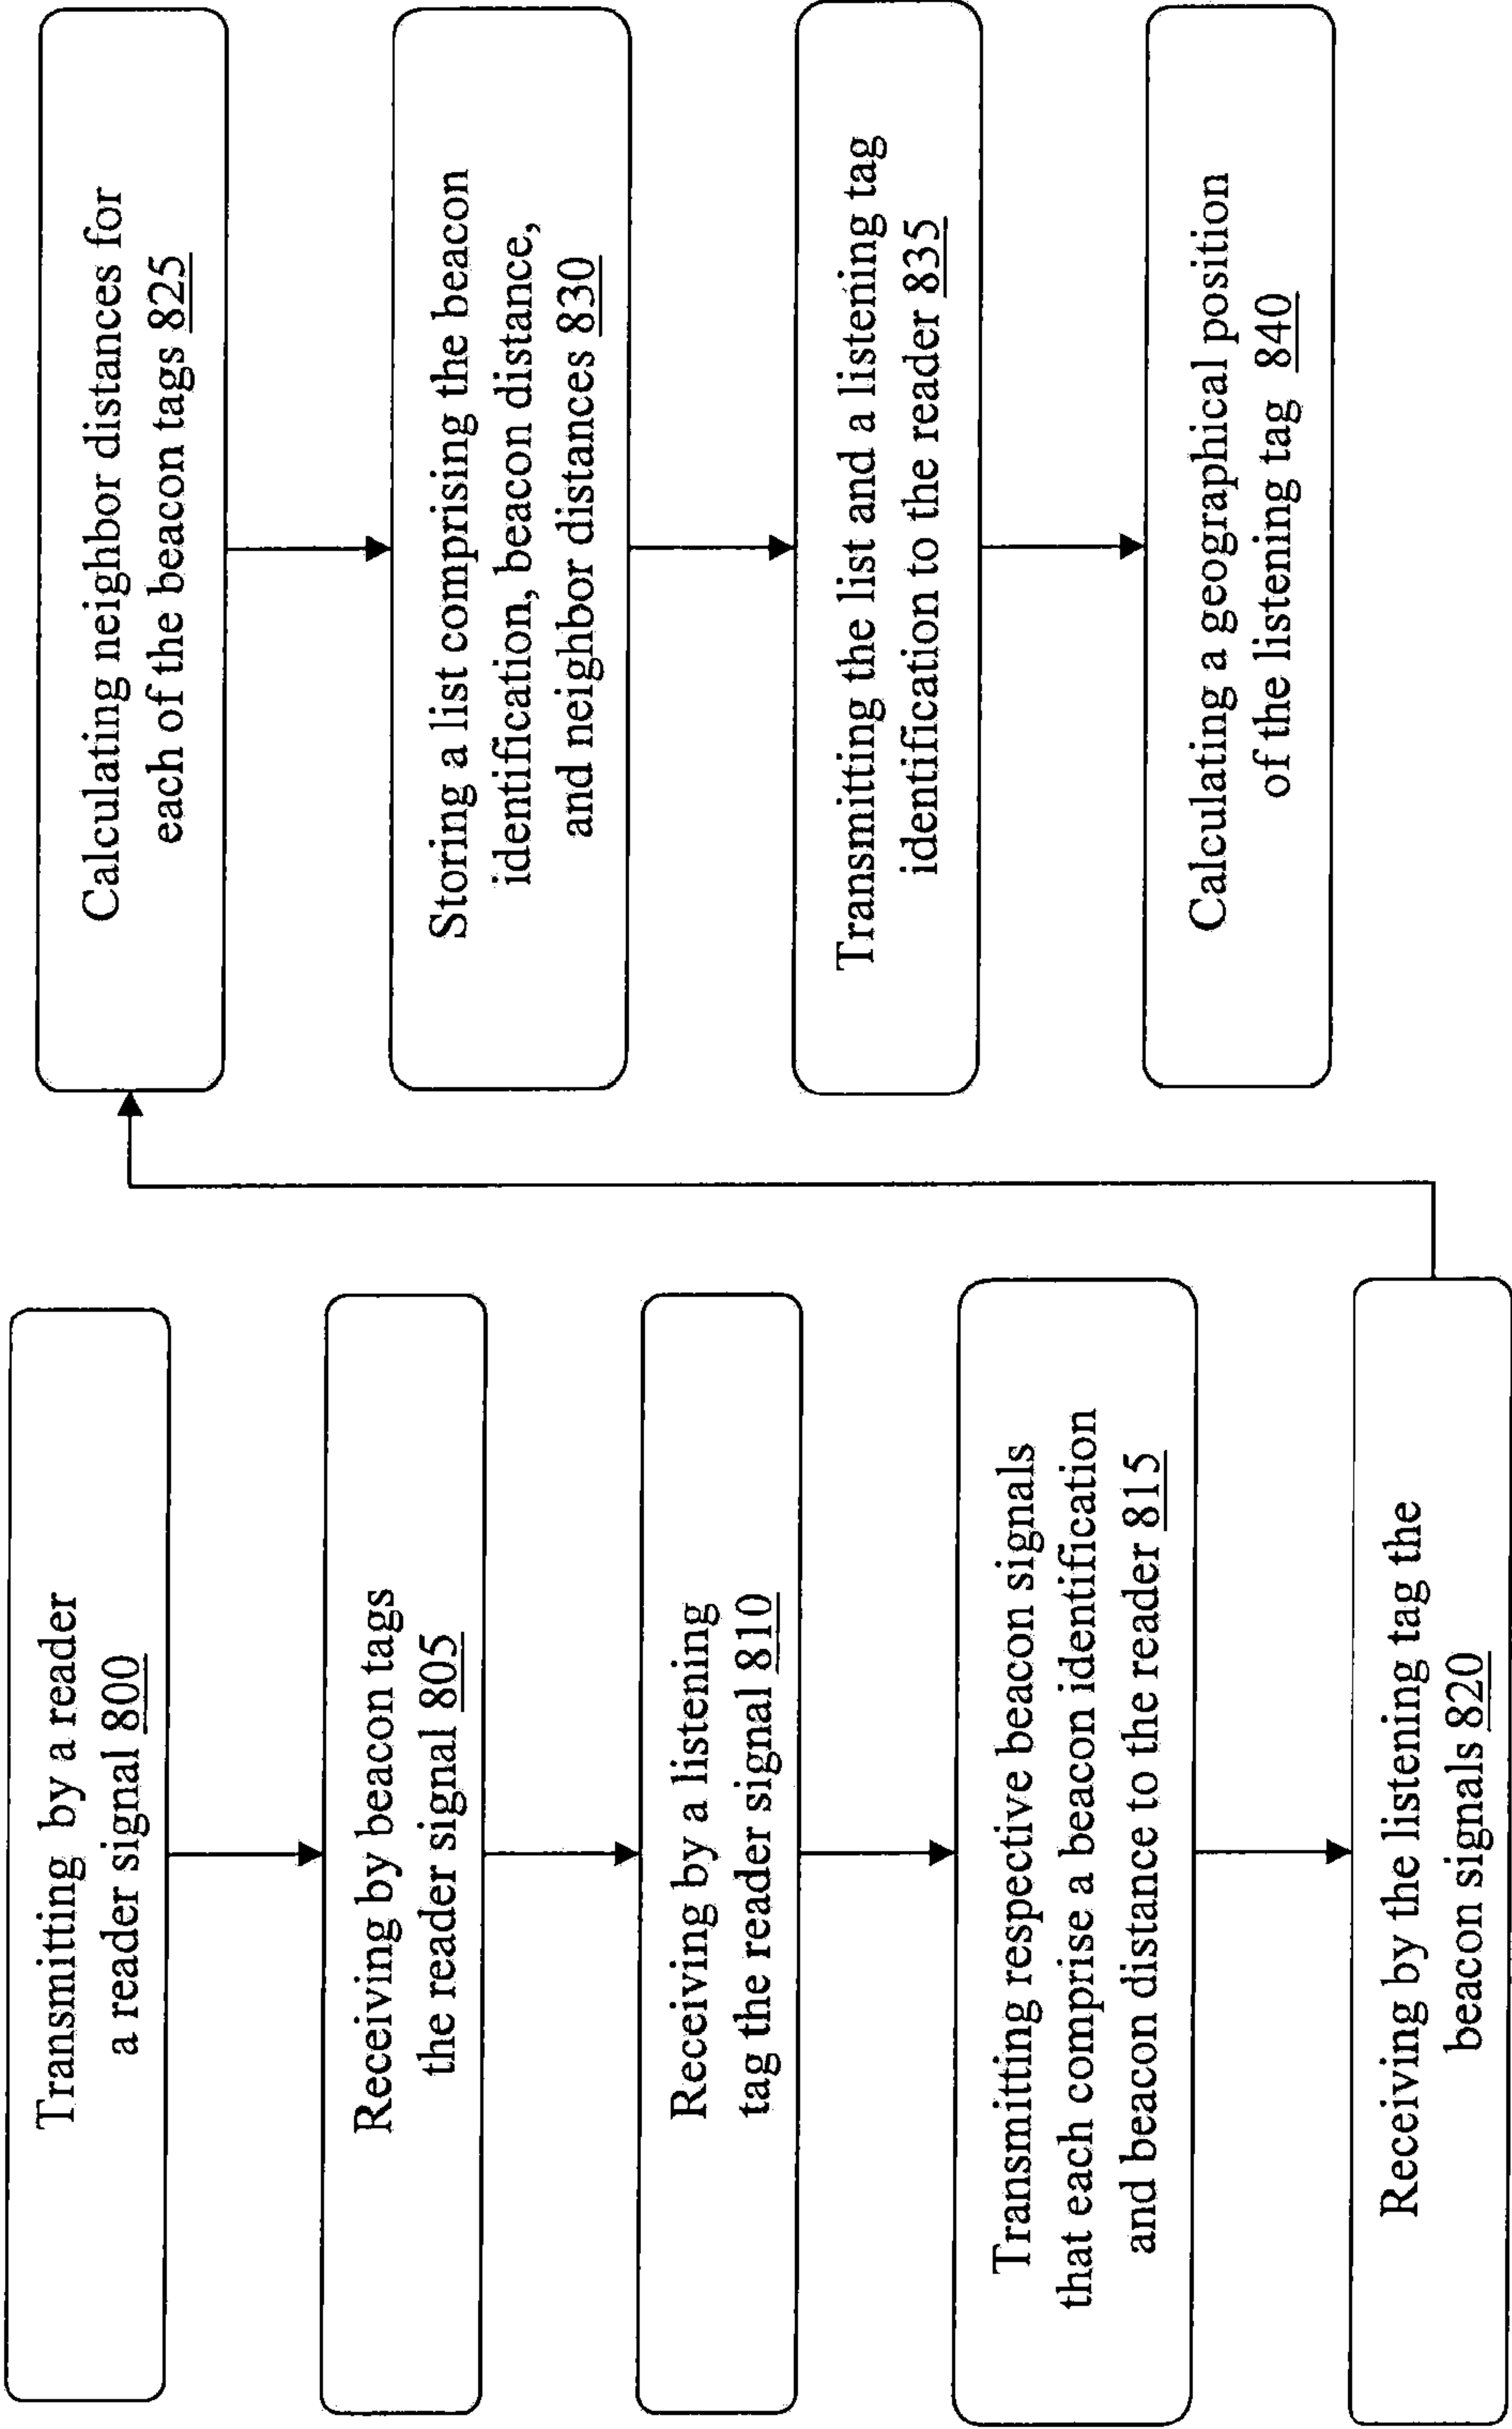 Transmitting by a reader
a reader signal 800
Receiving by beacon tags
the reader signal 805
Receiving by a listening
tag the reader signal 810
Transmitting respective beacon signals
that each comprise a beacon identification
and beacon distance to the reader 815
Receiving by the listening tag the
beacon signals 820
Calculating neighbor distances for
each of the beacon tags 825
Storing a list comprising the beacon
identification, beacon distance,
and neighbor distances 830
Transmitting the list and a listening tag
identification to the reader 835
Calculating a geographical position
of the listening tag 840